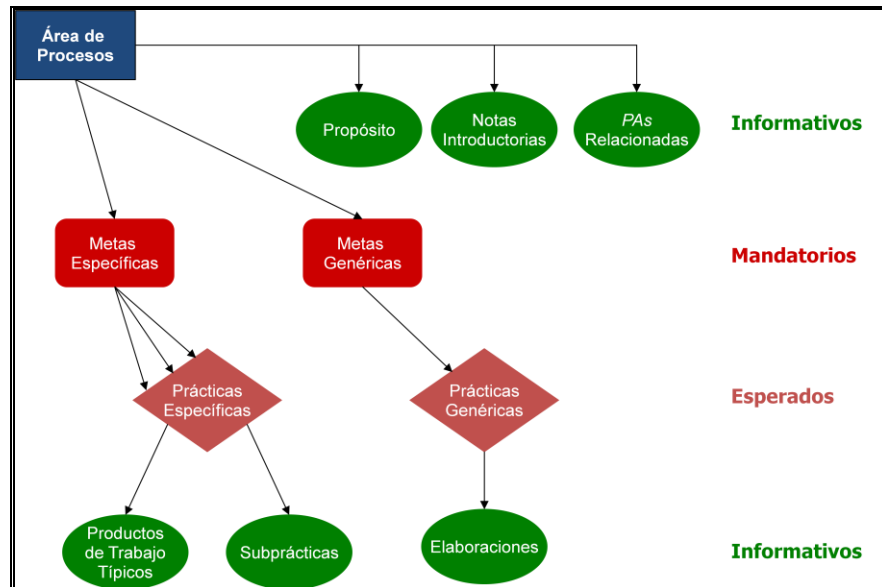 Área de
Procesos
Propósito
Notas
Introductorias
PAs
Relacionadas
Informativos
Metas
Específicas
Metas
Genéricas
Mandatorios
Prácticas
Específicas
Prácticas
Genéricas
Esperados
Productos
de Trabajo
Típicos
Subprácticas
Elaboraciones
Informativos